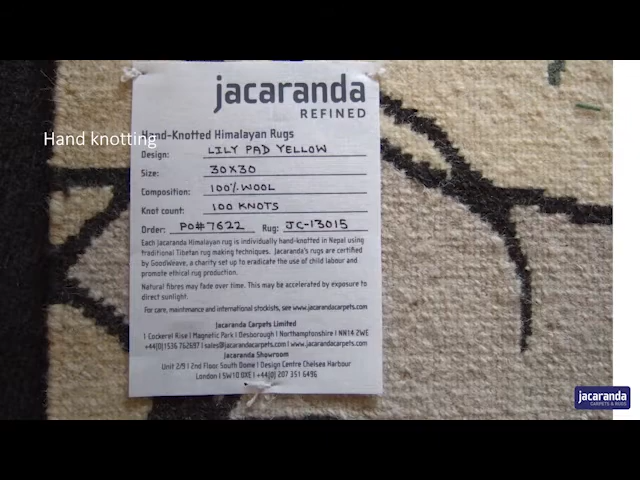 jacaranda
REFINED
Hand-Knotted Himalayan Rugs
Hand knotting
Design: LILY PAD YELLOW
Size: 30X30
Composition: 100% WOOL
Knot count: 100 KNOTS
Order: PO#7622 Rug: JC-13015
Each Jacaranda Himalayan rug is individually hand-knotted in Nepal using
traditional Tibetan rug making techniques. Jacaranda's rugs are certified
by GoodWeave, a charity set up to eradicate the use of child labour and
promote ethical rug production.
Natural fibres may fade over time. This may be accelerated by exposure to
direct sunlight.
For care, maintenance and international stockists, see www.jacarandacarpets.com
Jacaranda Carpets Limited
1 Cockerell Rise | Magnetic Park | Desborough | Northamptonshire | NN14 2WE
+44(0)1536 762697 | sales@jacarandacarpets.com | www.jacarandacarpets.com
Jacaranda Showroom
Unit 2/9 | 2nd Floor South Dome | Design Centre Chelsea Harbour
London | SW10 0XE | +44(0) 207 351 6496
jacaranda
CARPETS & RUGS